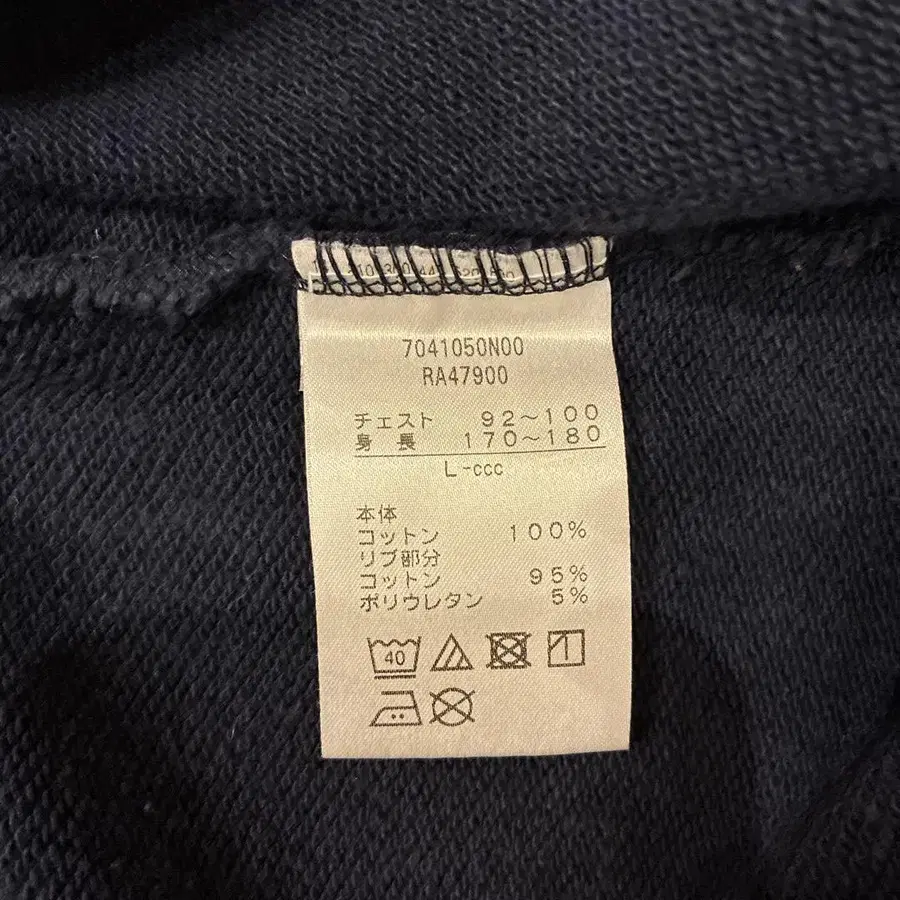 7041050N00
RA47900
チェスト 92～100
身長 170～180
L-ccc
本体
コットン 100%
リブ部分
コットン 95%
ポリウレタン 5%
40